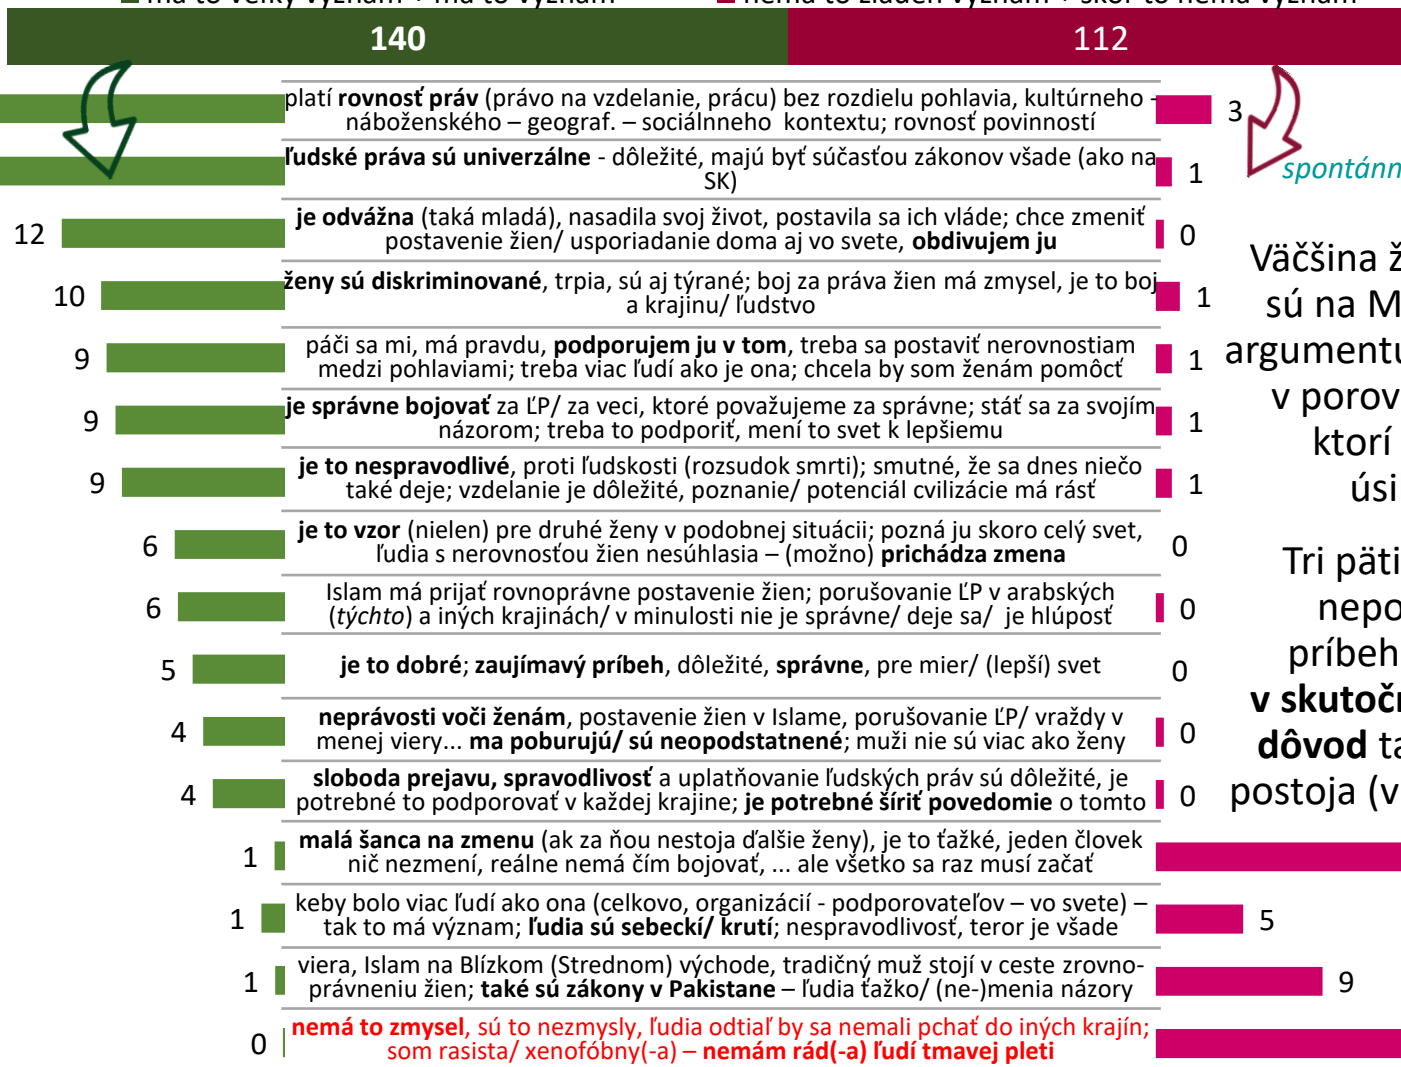 má to veľký význam + má to význam
nemá to žiaden význam + skôr to nemá význam
140
112
platí rovnosť práv (právo na vzdelanie, prácu) bez rozdielu pohlavia, kultúrneho -
náboženského – geograf. – sociálnneho kontextu; rovnosť povinností
3
ľudské práva sú univerzálne - dôležité, majú byť súčasťou zákonov všade (ako na
SK)
1
spontánn
12
je odvážna (taká mladá), nasadila svoj život, postavila sa ich vláde; chce zmeniť
postavenie žien/ usporiadanie doma aj vo svete, obdivujem ju
0
10
ženy sú diskriminované, trpia, sú aj týrané; boj za práva žien má zmysel, je to boj
a krajinu/ ľudstvo
1
9
páči sa mi, má pravdu, podporujem ju v tom, treba sa postaviť nerovnostiam
medzi pohlaviami; treba viac ľudí ako je ona; chcela by som ženám pomôcť
1
9
je správne bojovať za ĽP/ za veci, ktoré považujeme za správne; stáť sa za svojím
názorom; treba to podporiť, mení to svet k lepšiemu
1
9
je to nespravodlivé, proti ľudskosti (rozsudok smrti); smutné, že sa dnes niečo
také deje; vzdelanie je dôležité, poznanie/ potenciál cvilizácie má rásť
1
6
je to vzor (nielen) pre druhé ženy v podobnej situácii; pozná ju skoro celý svet,
ľudia s nerovnosťou žien nesúhlasia – (možno) prichádza zmena
0
6
Islam má prijať rovnoprávne postavenie žien; porušovanie ĽP v arabských
(týchto) a iných krajinách/ v minulosti nie je správne/ deje sa/ je hlúposť
0
5
je to dobré; zaujímavý príbeh, dôležité, správne, pre mier/ (lepší) svet
0
4
neprávosti voči ženám, postavenie žien v Islame, porušovanie ĽP/ vraždy v
menej viery... ma poburujú/ sú neopodstatnené; muži nie sú viac ako ženy
0
4
sloboda prejavu, spravodlivosť a uplatňovanie ľudských práv sú dôležité, je
potrebné to podporovať v každej krajine; je potrebné šíriť povedomie o tomto
0
1
malá šanca na zmenu (ak za ňou nestoja ďalšie ženy), je to ťažké, jeden človek
nič nezmení, reálne nemá čím bojovať, ... ale všetko sa raz musí začať
1
keby bolo viac ľudí ako ona (celkovo, organizácií - podporovateľov – vo svete) –
tak to má význam; ľudia sú sebeckí/ krutí; nespravodlivosť, teror je všade
5
1
viera, Islam na Blízkom (Strednom) východe, tradičný muž stojí v ceste zrovno-
právneniu žien; také sú zákony v Pakistane – ľudia ťažko/ (ne-)menia názory
9
0
nemá to zmysel, sú to nezmysly, ľudia odtiaľ by sa nemali pchať do iných krajín;
som rasista/ xenofóbny(-a) – nemám rád(-a) ľudí tmavej pleti
Väčšina ž
sú na M
argumentu
v porov
ktorí
úsi
Tri päti
nepo
príbeh
v skutočn
dôvod ta
postoja (v